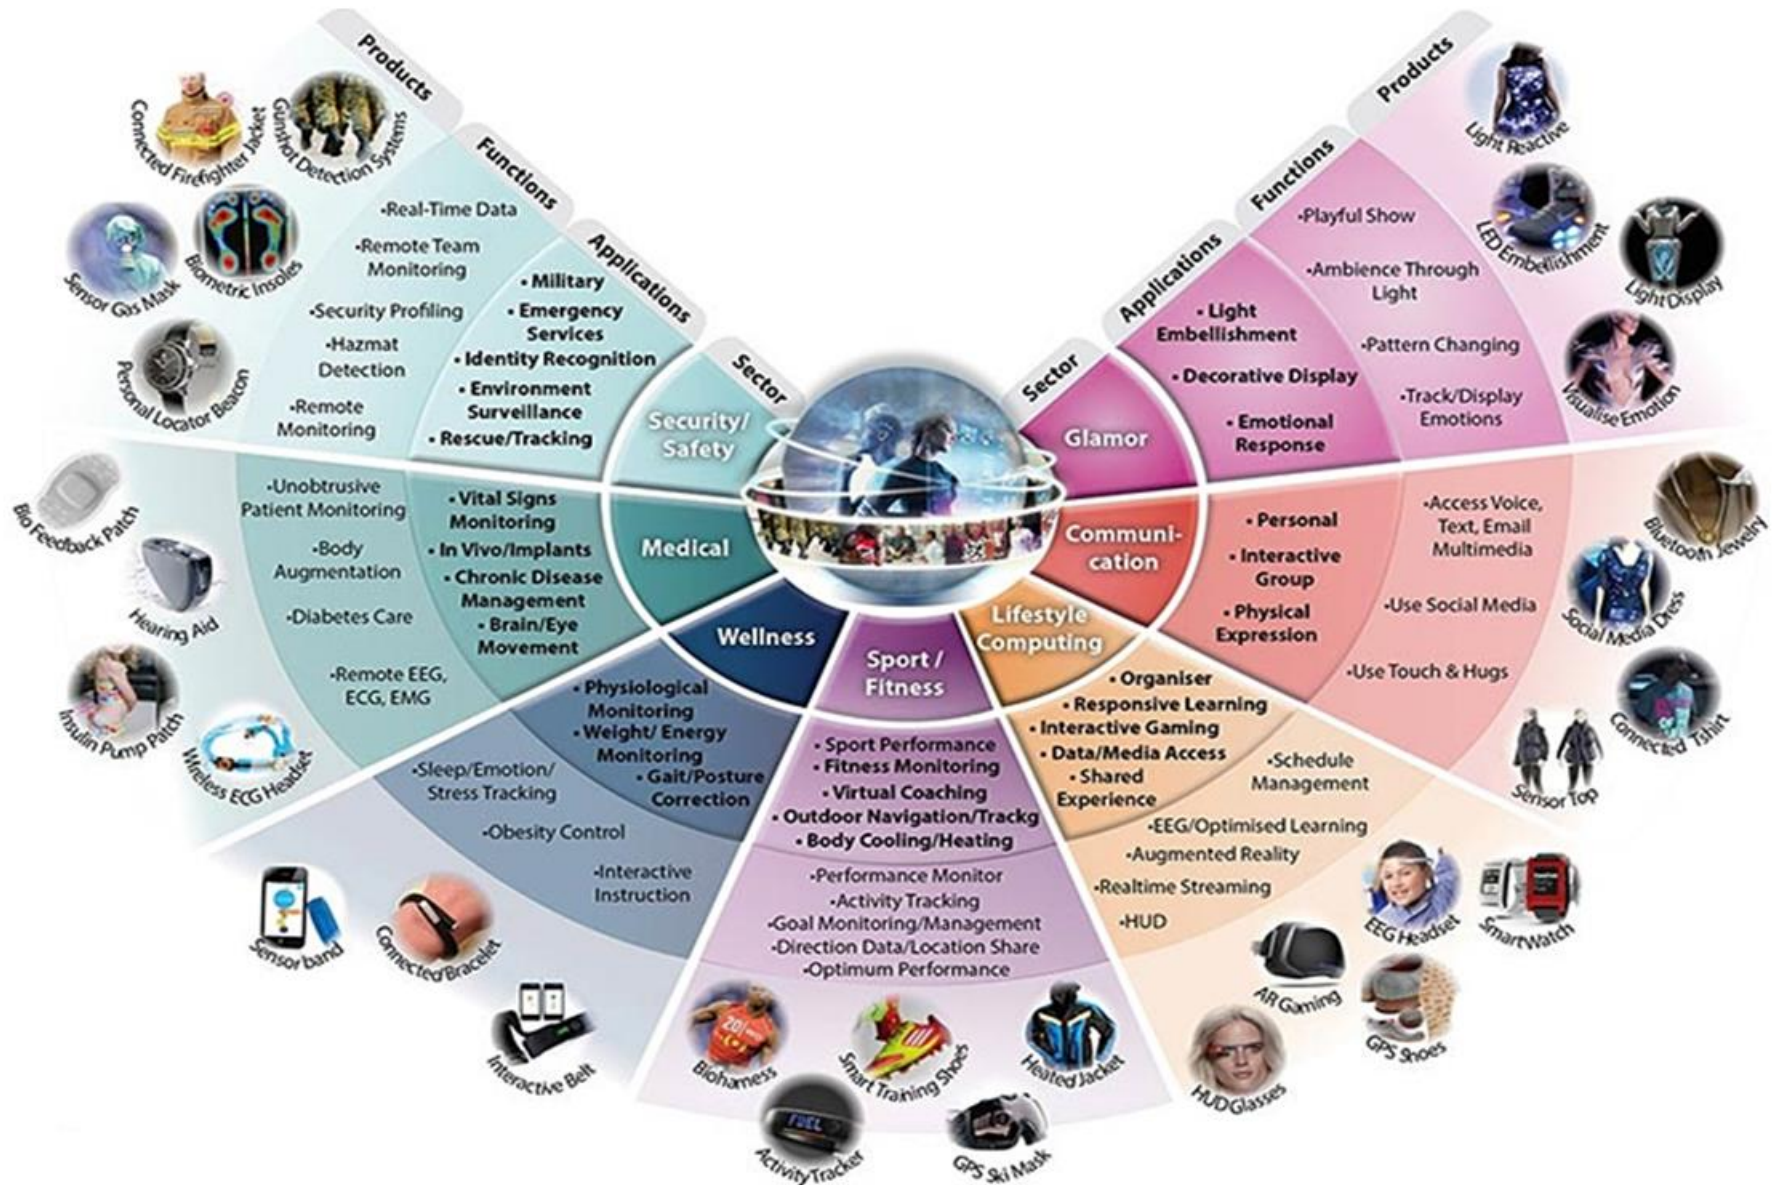 Products
Functions
Applications
Sector
Connected Firefighter Jacket
Gunshot Detection Systems
Sensor Gas Mask
Biometric Insoles
Personal Locator Beacon
•Real-Time Data
•Remote Team
Monitoring
•Security Profiling
•Hazmat
Detection
•Remote
Monitoring
• Military
• Emergency
Services
• Identity Recognition
• Environment
Surveillance
• Rescue/Tracking
Security/
Safety
Bio Feedback Patch
Hearing Aid
Insulin Pump Patch
Wireless ECG Headset
•Unobtrusive
Patient Monitoring
•Body
Augmentation
•Diabetes Care
•Remote EEG,
ECG, EMG
• Vital Signs
Monitoring
• In Vivo/Implants
• Chronic Disease
Management
• Brain/Eye
Movement
Medical
Wellness
• Physiological
Monitoring
• Weight/ Energy
Monitoring
• Gait/Posture
Correction
•Sleep/Emotion/
Stress Tracking
•Obesity Control
•Interactive
Instruction
Sensor band
Connected Bracelet
Interactive Belt
Sport /
Fitness
• Sport Performance
• Fitness Monitoring
• Virtual Coaching
• Outdoor Navigation/Trackg
• Body Cooling/Heating
•Performance Monitor
•Activity Tracking
•Goal Monitoring/Management
•Direction Data/Location Share
•Optimum Performance
20
Bioharness
Smart Training Shoes
Heated Jacket
FUEL
Activity Tracker
GPS Ski Mask
Lifestyle
Computing
• Organiser
• Responsive Learning
• Interactive Gaming
• Data/Media Access
• Shared
Experience
•Schedule
Management
•EEG/Optimised Learning
•Augmented Reality
•Realtime Streaming
•HUD
EEG Headset
SmartWatch
AR Gaming
GPS Shoes
HUD Glasses
Communi-
cation
• Personal
• Interactive
Group
• Physical
Expression
•Access Voice,
Text, Email
Multimedia
•Use Social Media
•Use Touch & Hugs
Bluetooth Jewelry
Social Media Dress
Connected Tshirt
Sensor Top
Products
Functions
Applications
Sector
Glamor
• Light
Embellishment
• Decorative Display
• Emotional
Response
•Playful Show
•Ambience Through
Light
•Pattern Changing
•Track/Display
Emotions
Light Reactive
LED Embellishment
Light Display
Visualise Emotion